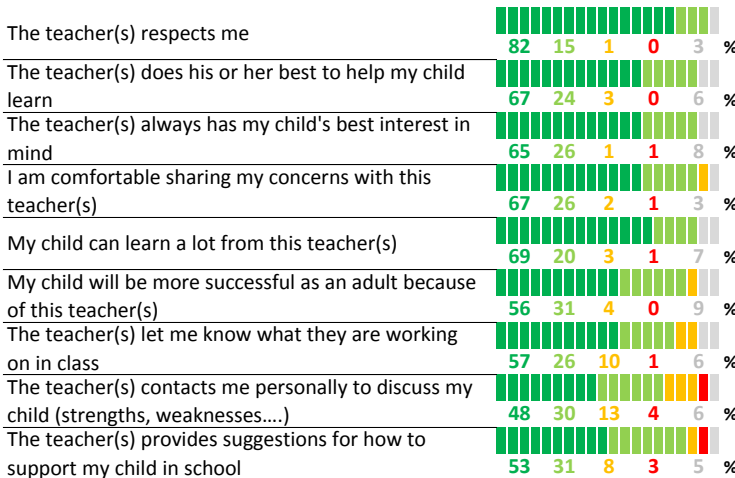 The teacher(s) respects me
82 15 1 0 3 %
The teacher(s) does his or her best to help my child
learn
67 24 3 0 6 %
The teacher(s) always has my child's best interest in
mind
65 26 1 1 8 %
I am comfortable sharing my concerns with this
teacher(s)
67 26 2 1 3 %
My child can learn a lot from this teacher(s)
69 20 3 1 7 %
My child will be more successful as an adult because
of this teacher(s)
56 31 4 0 9 %
The teacher(s) let me know what they are working
on in class
57 26 10 1 6 %
The teacher(s) contacts me personally to discuss my
child (strengths, weaknesses....)
48 30 13 4 6 %
The teacher(s) provides suggestions for how to
support my child in school
53 31 8 3 5 %